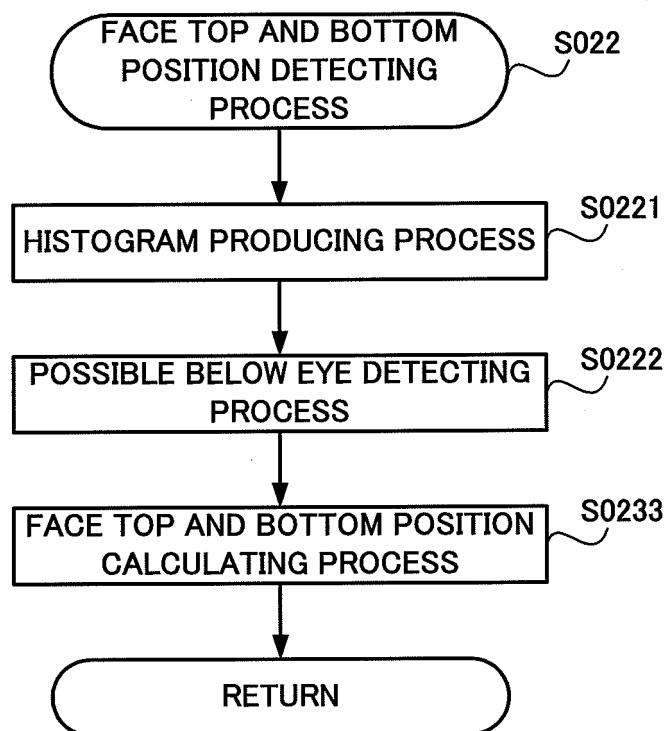 FACE TOP AND BOTTOM
POSITION DETECTING
PROCESS
S022
HISTOGRAM PRODUCING PROCESS
S0221
POSSIBLE BELOW EYE DETECTING
PROCESS
S0222
FACE TOP AND BOTTOM POSITION
CALCULATING PROCESS
S0233
RETURN